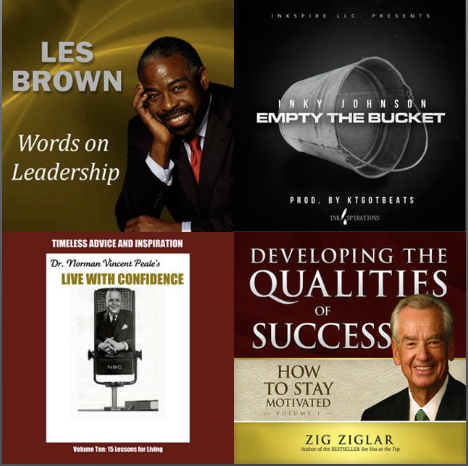 LES
BROWN
Words on
Leadership
INKSPIRE LLC. PRESENTS
INKY JOHNSON
EMPTY THE BUCKET
PROD. BY KTGOTBEATS
INKSPIRATIONS
TIMELESS ADVICE AND INSPIRATION
Dr. Norman Vincent Peale's
LIVE WITH CONFIDENCE
NBC
Volume Ten: 15 Lessons for Living
DEVELOPING THE
QUALITIES
OF
SUCCESS
HOW
TO STAY
MOTIVATED
VOLUME 1
ZIG ZIGLAR
Author of the BESTSELLER See You at the Top